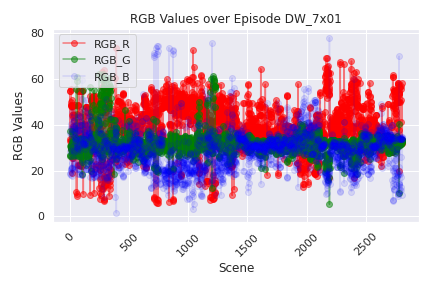 RGB Values over Episode DW_7x01
RGB_R
RGB_G
RGB_B
RGB Values
80
60
40
20
0
0
500
1000
1500
2000
2500
Scene